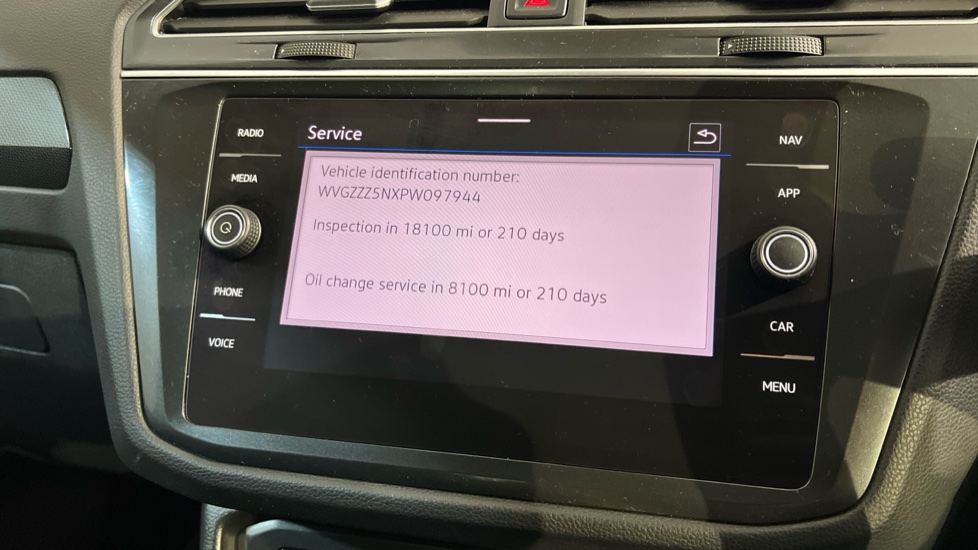 RADIO
Service
NAV
MEDIA
Vehicle identification number:
WVGZZZ5NXPW097944
APP
Inspection in 18100 mi or 210 days
PHONE
Oil change service in 8100 mi or 210 days
CAR
VOICE
MENU